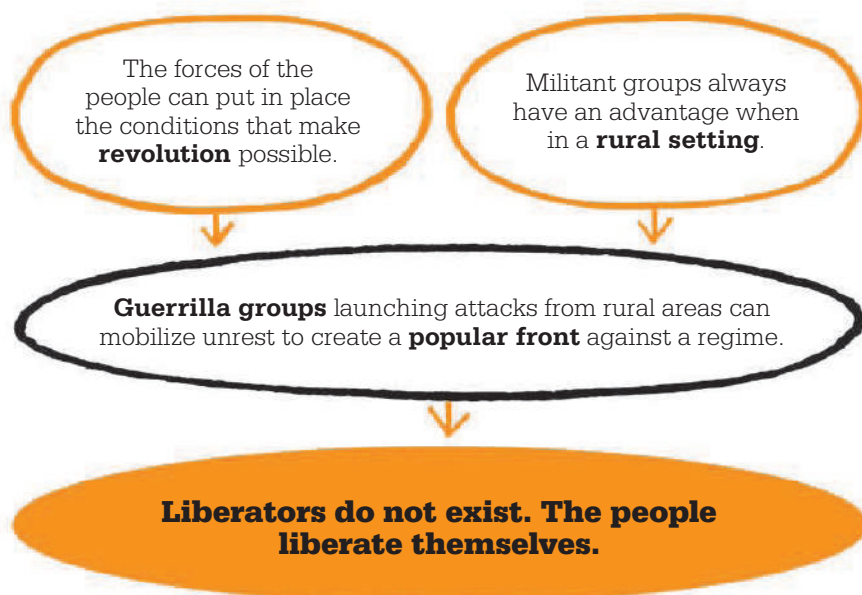 The forces of the
people can put in place
the conditions that make
revolution possible.
Militant groups always
have an advantage when
in a rural setting.
Guerrilla groups launching attacks from rural areas can
mobilize unrest to create a popular front against a regime.
Liberators do not exist. The people
liberate themselves.